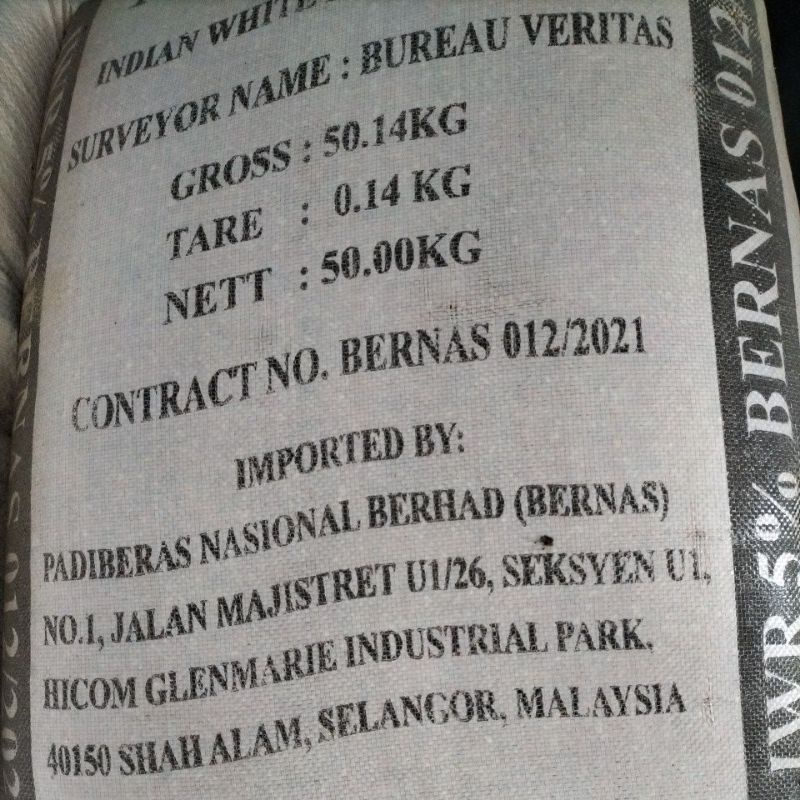 INDIAN WHITE
SURVEYOR NAME : BUREAU VERITAS
GROSS : 50.14KG
TARE : 0.14 KG
NETT : 50.00KG
CONTRACT NO. BERNAS 012/2021
IMPORTED BY:
PADIBERAS NASIONAL BERHAD (BERNAS)
NO.1, JALAN MAJISTRET U1/26, SEKSYEN U1,
HICOM GLENMARIE INDUSTRIAL PARK,
40150 SHAH ALAM, SELANGOR, MALAYSIA
IWR 5% BERNAS 012